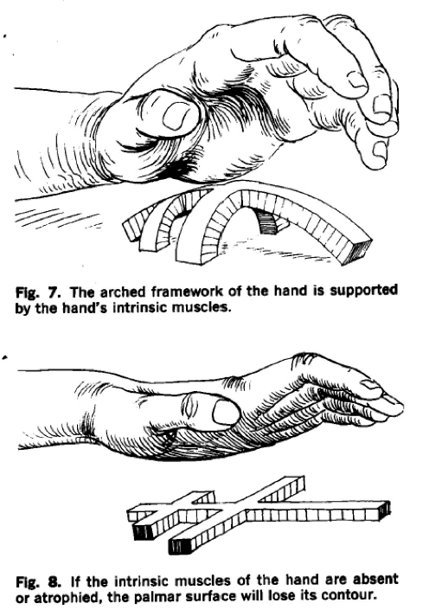 Fig. 7. The arched framework of the hand is supported
by the hand's intrinsic muscles.
Fig. 8. If the intrinsic muscles of the hand are absent
or atrophied, the palmar surface will lose its contour.